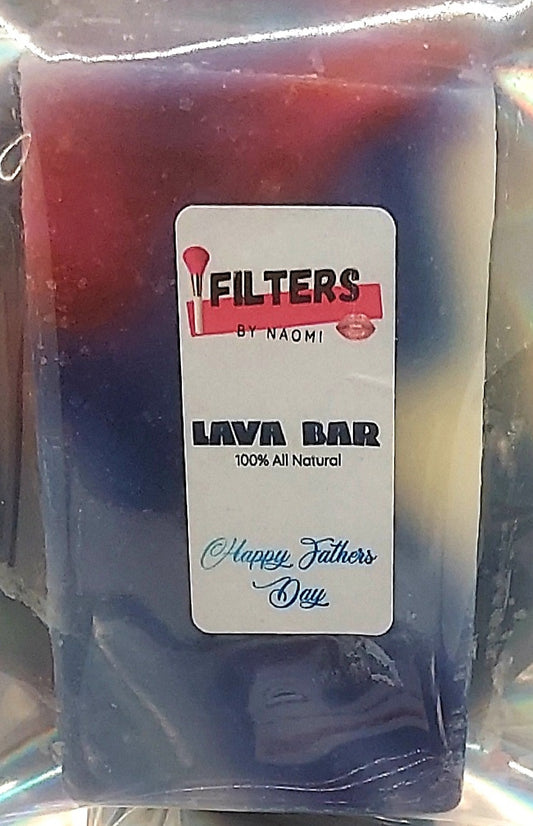 FILTERS
BY NAOMI
LAVA BAR
100% All Natural
Happy Fathers
Day